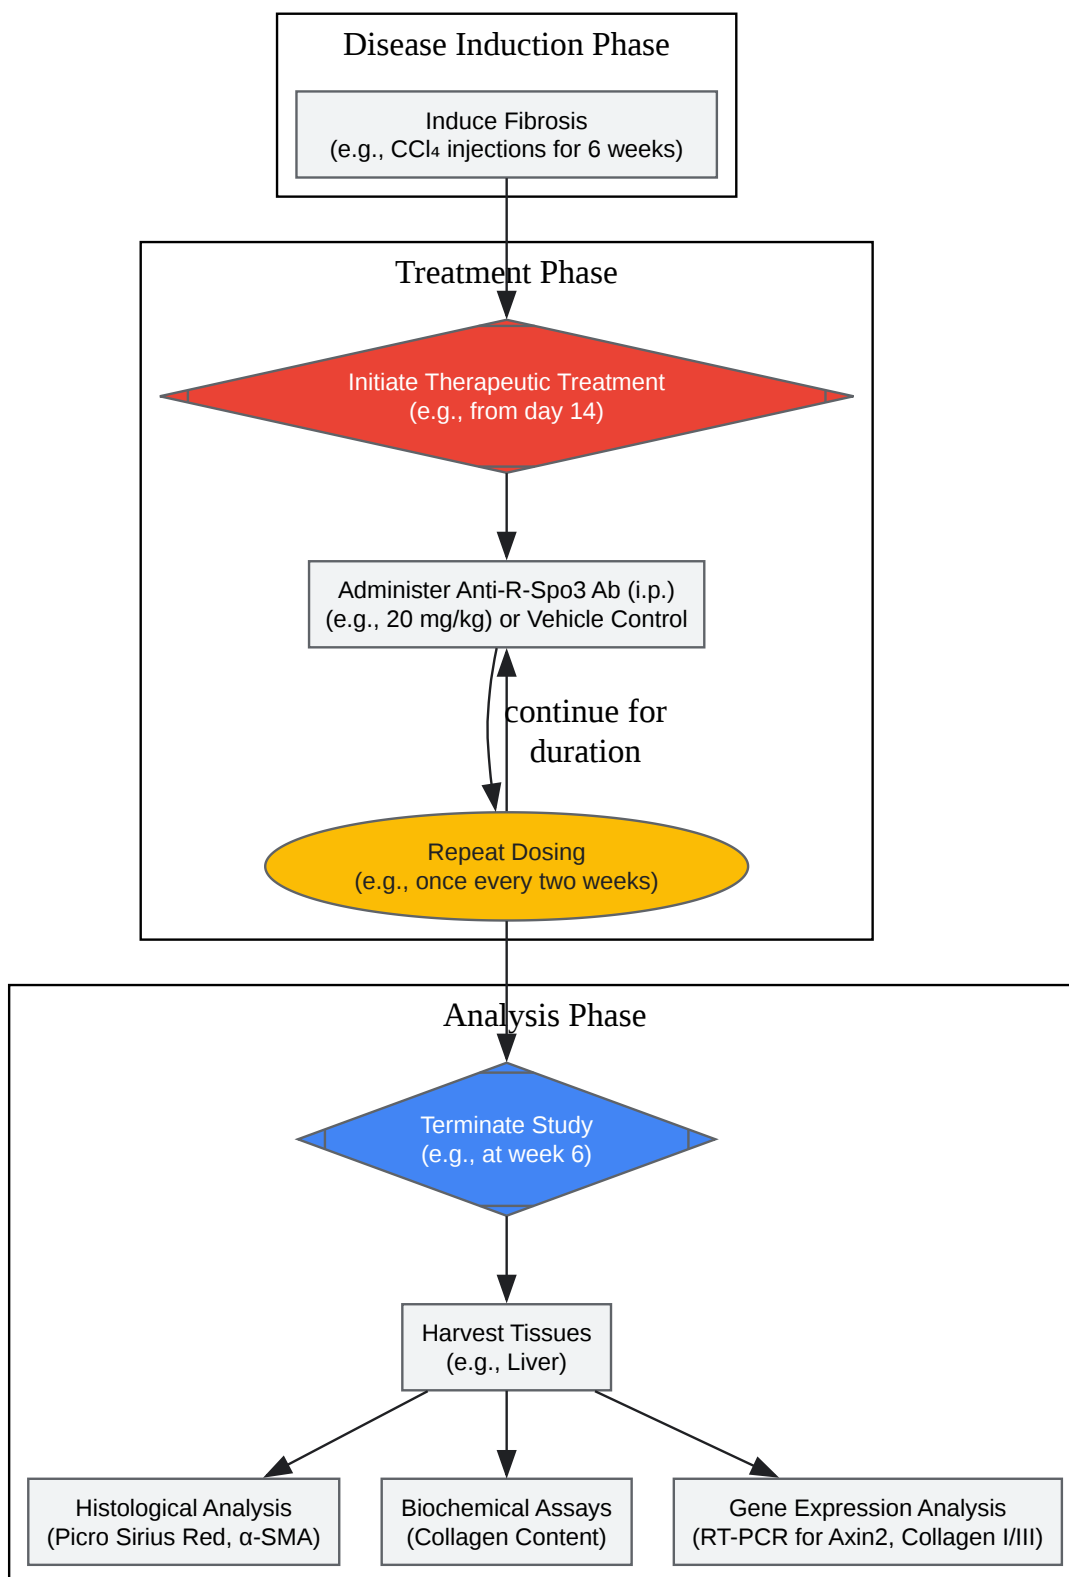 Disease Induction Phase
Induce Fibrosis
(e.g., CCl₄ injections for 6 weeks)
Treatment Phase
Initiate Therapeutic Treatment
(e.g., from day 14)
Administer Anti-R-Spo3 Ab (i.p.)
(e.g., 20 mg/kg) or Vehicle Control
continue for
duration
Repeat Dosing
(e.g., once every two weeks)
Analysis Phase
Terminate Study
(e.g., at week 6)
Harvest Tissues
(e.g., Liver)
Histological Analysis
(Picro Sirius Red, α-SMA)
Biochemical Assays
(Collagen Content)
Gene Expression Analysis
(RT-PCR for Axin2, Collagen I/III)